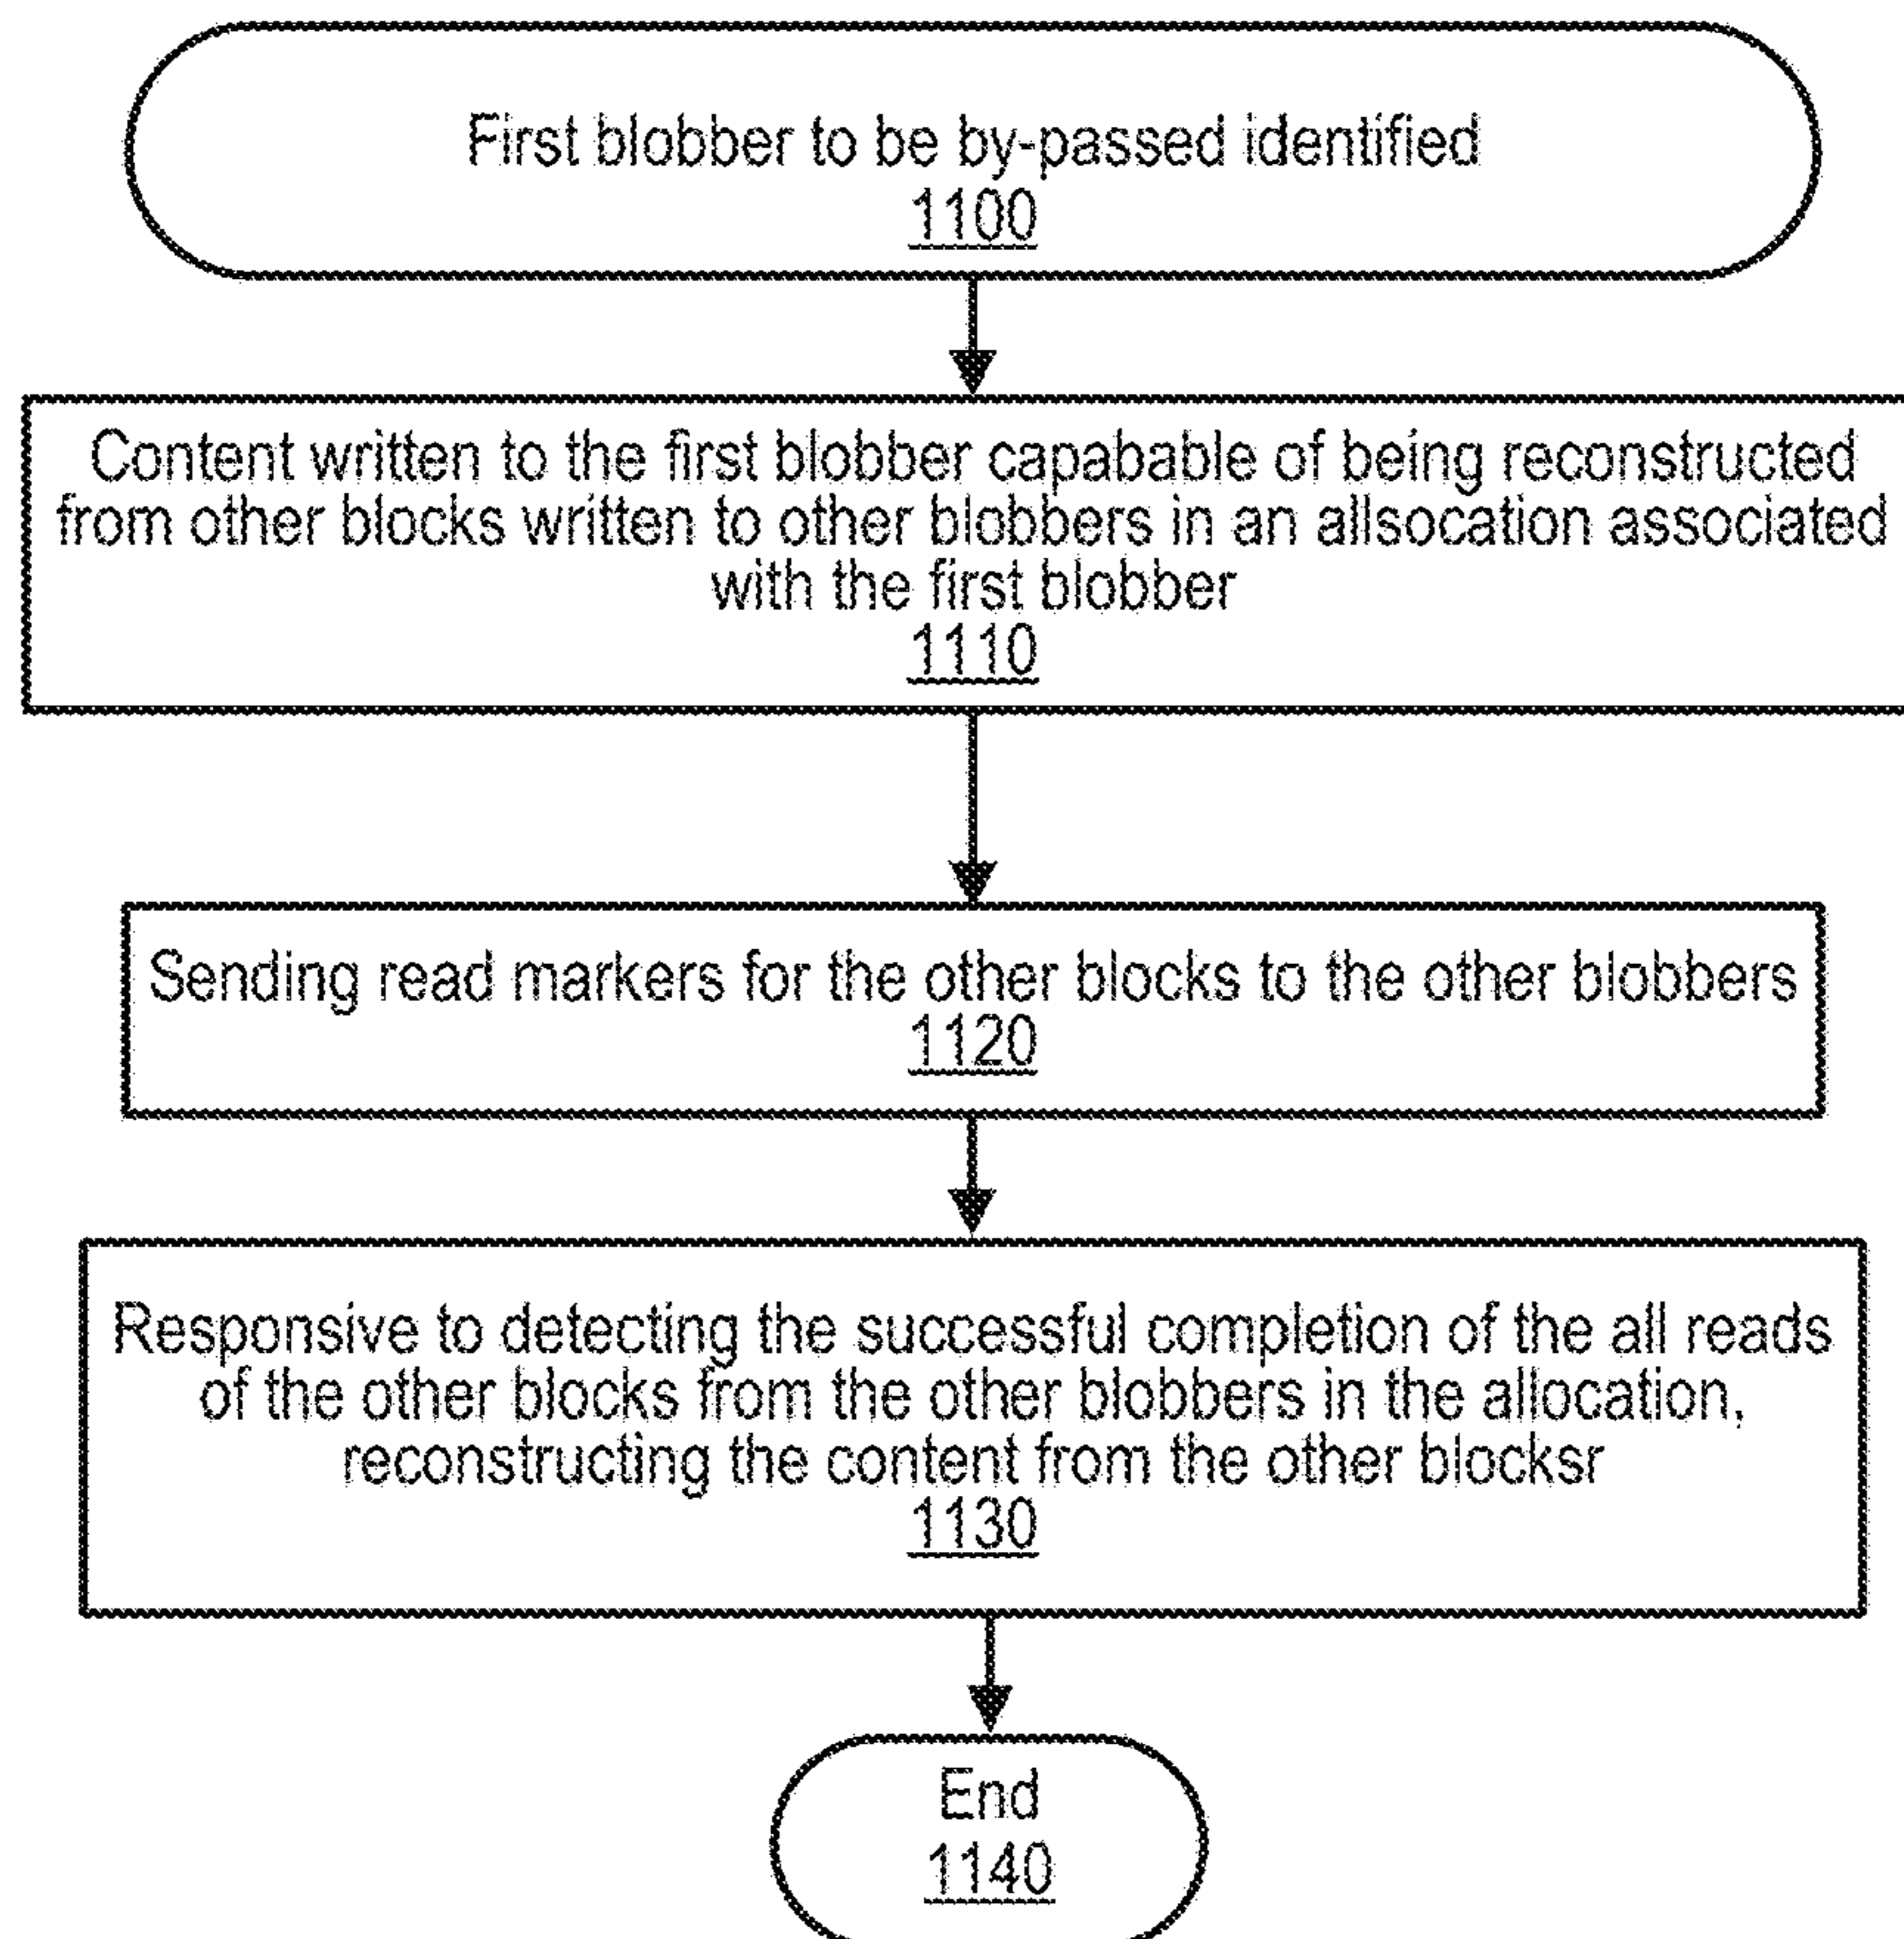 First blobber to be by-passed identified
1100
Content written to the first blobber capabable of being reconstructed
from other blocks written to other blobbers in an allsocation associated
with the first blobber
1110
Sending read markers for the other blocks to the other blobbers
1120
Responsive to detecting the successful completion of the all reads
of the other blocks from the other blobbers in the allocation,
reconstructing the content from the other blocksr
1130
End
1140